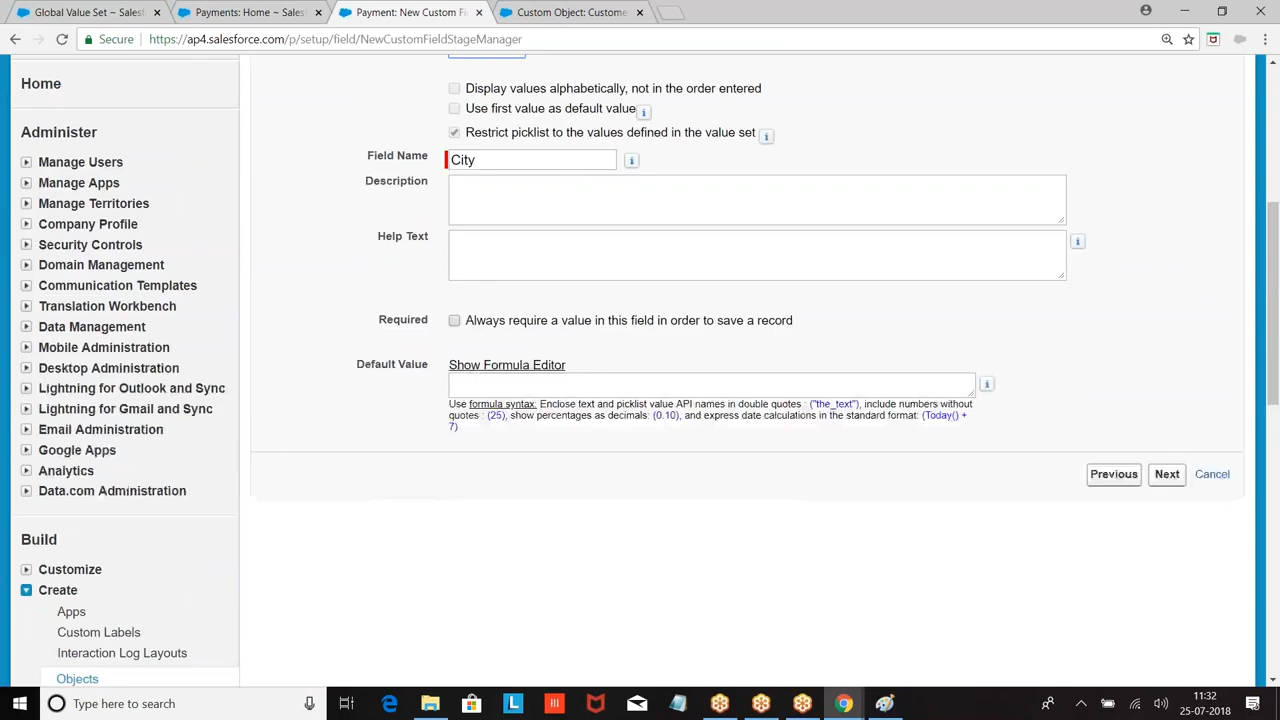 Global Value Set ~ Salesf
Payments: Home ~ Salesf
Payment: New Custom Fi
Custom Object: Custome
Secure
https://ap4.salesforce.com/p/setup/field/NewCustomFieldStageManager
Home
Administer
Manage Users
Manage Apps
Manage Territories
Company Profile
Security Controls
Domain Management
Communication Templates
Translation Workbench
Data Management
Mobile Administration
Desktop Administration
Lightning for Outlook and Sync
Lightning for Gmail and Sync
Email Administration
Google Apps
Analytics
Data.com Administration
Build
Customize
Create
Apps
Custom Labels
Interaction Log Layouts
Objects
Display values alphabetically, not in the order entered
Use first value as default value
Restrict picklist to the values defined in the value set
Field Name
City
Description
Help Text
Required
Always require a value in this field in order to save a record
Default Value
Show Formula Editor
Use formula syntax: Enclose text and picklist value API names in double quotes : ("the_text"), include numbers without
quotes : (25), show percentages as decimals: (0.10), and express date calculations in the standard format: (Today() +
7)
Previous
Next
Cancel
Type here to search
11:32
25-07-2018